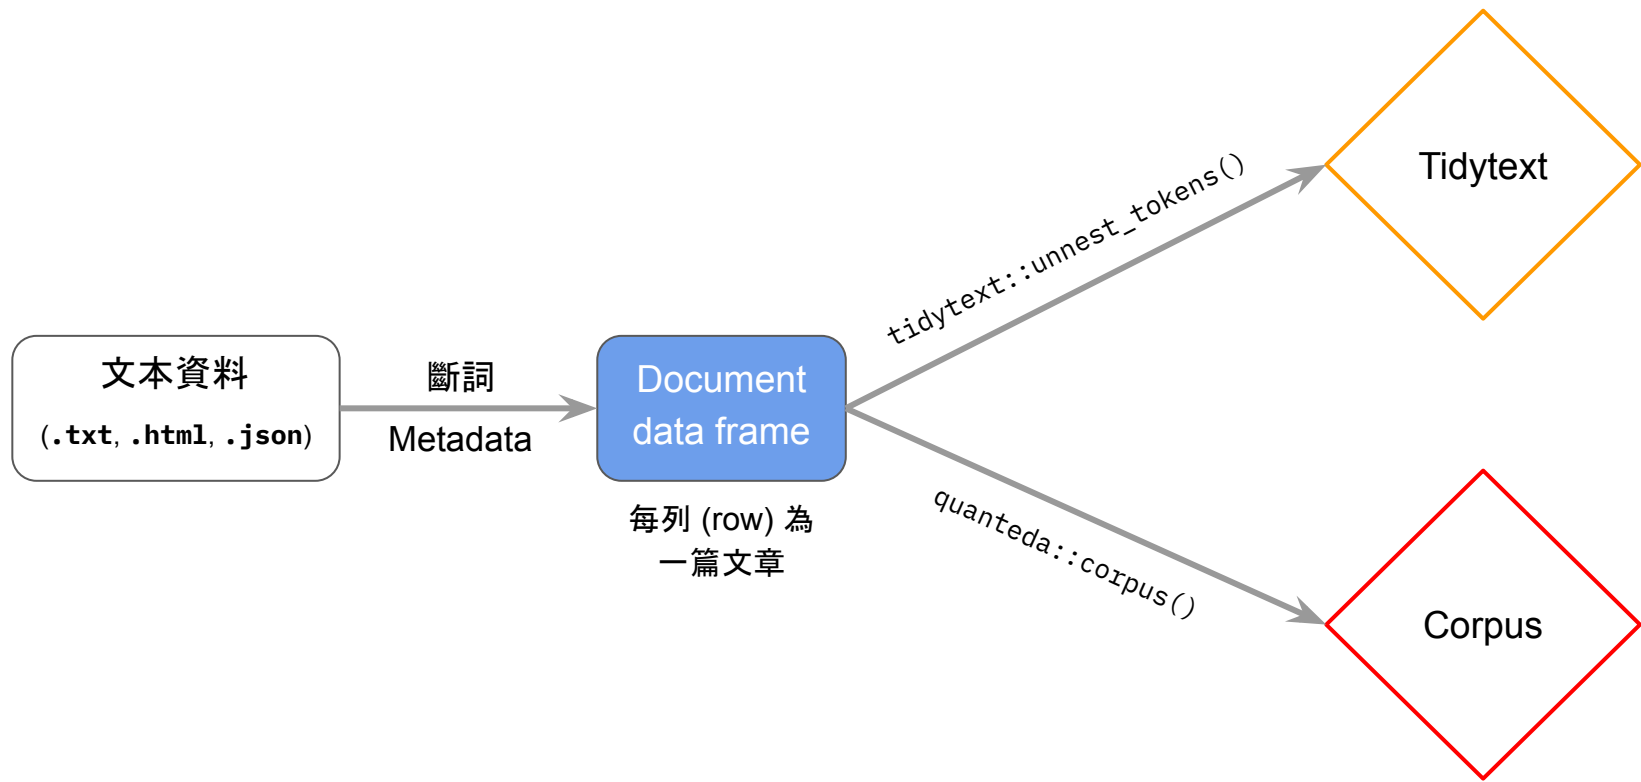 文本資料
(.txt, .html, .json)
斷詞
Metadata
Document
data frame
每列 (row) 為
一篇文章
tidytext::unnest_tokens()
Tidytext
quanteda::corpus()
Corpus